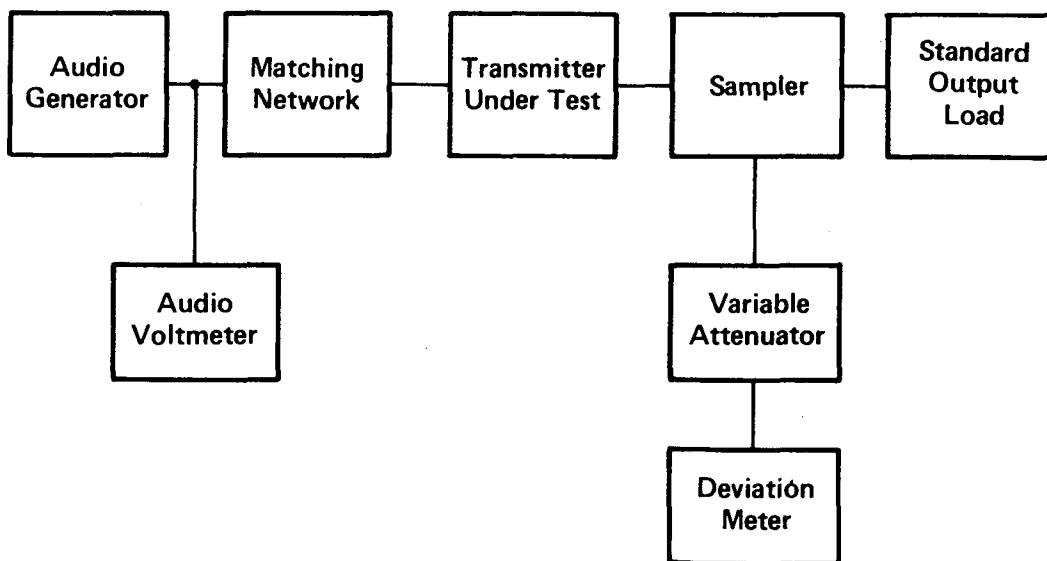 Audio
Generator
Matching
Network
Transmitter
Under Test
Sampler
Standard
Output
Load
Audio
Voltmeter
Variable
Attenuator
Deviation
Meter